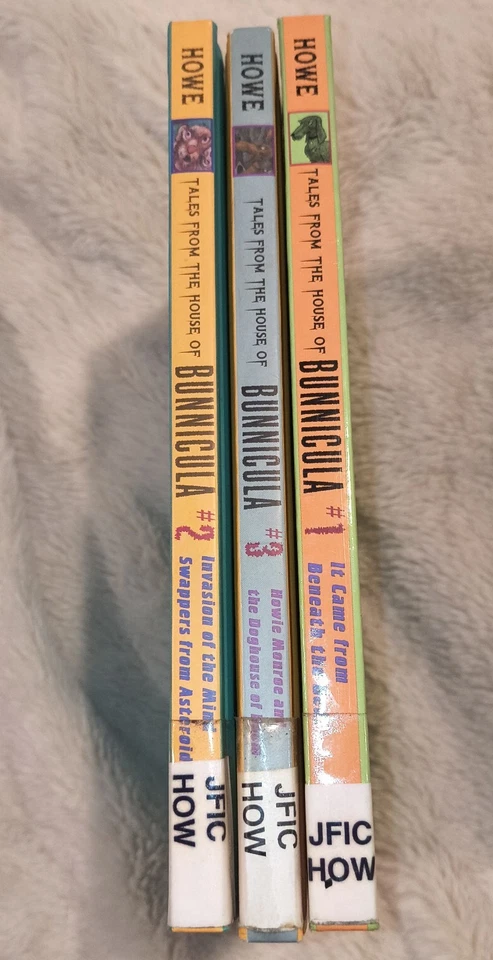 HOWE
TALES FROM THE HOUSE OF
BUNNICULA
#2
Invasion of the Mind
Swappers from Asteroid
JFIC
HOW
HOWE
TALES FROM THE HOUSE OF
BUNNICULA
#3
Howie Monroe an
the Doghouse of
JFIC
HOW
HOWE
TALES FROM THE HOUSE OF
BUNNICULA
#1
It Came from
Beneath the
JFIC
HOW